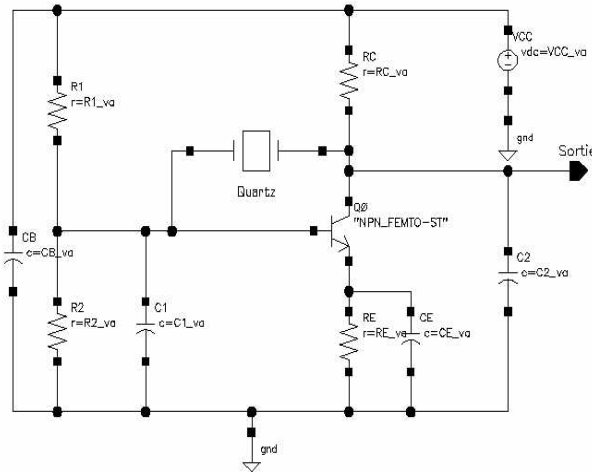 VCC
vdc=VCC_va
RC
r=RC_va
R1
r=R1_va
gnd
Sortie
Quartz
Q0
"NPN_FEMTO-ST"
CB
c=CB_va
C2
c=C2_va
R2
r=R2_va
C1
c=C1_va
RE
r=RE_va
CE
c=CE_va
gnd